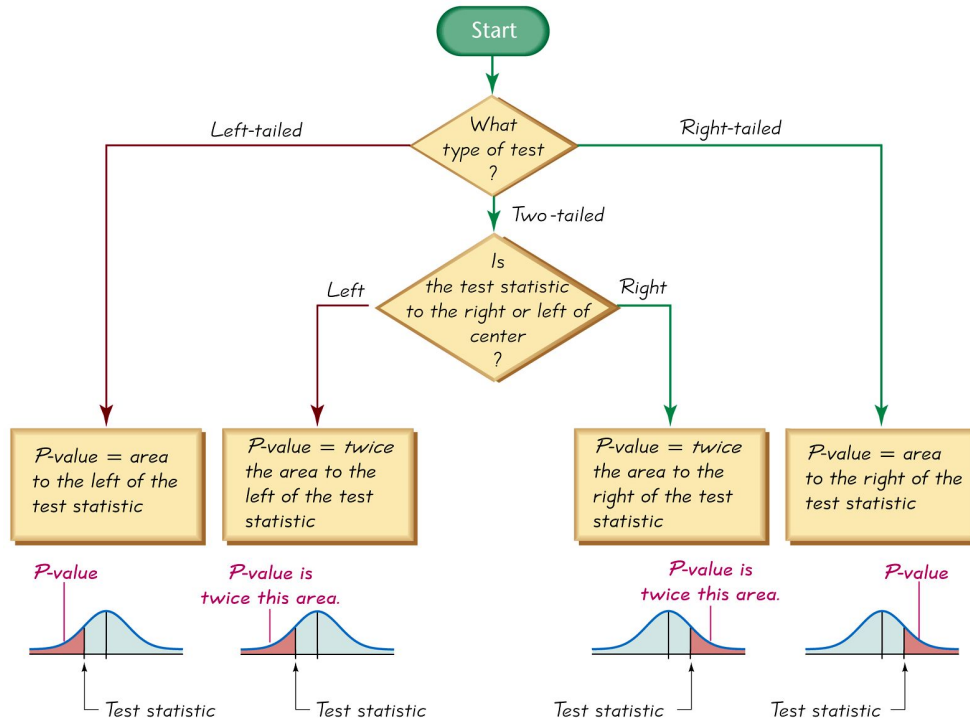 Start
What
type of test
?
Left-tailed
Right-tailed
Two-tailed
Is
the test statistic
to the right or left of
center
?
Left
Right
P-value = area
to the left of the
test statistic
P-value = twice
the area to the
left of the test
statistic
P-value = twice
the area to the
right of the test
statistic
P-value = area
to the right of the
test statistic
P-value
P-value is
twice this area.
P-value is
twice this area.
P-value
Test statistic
Test statistic
Test statistic
Test statistic